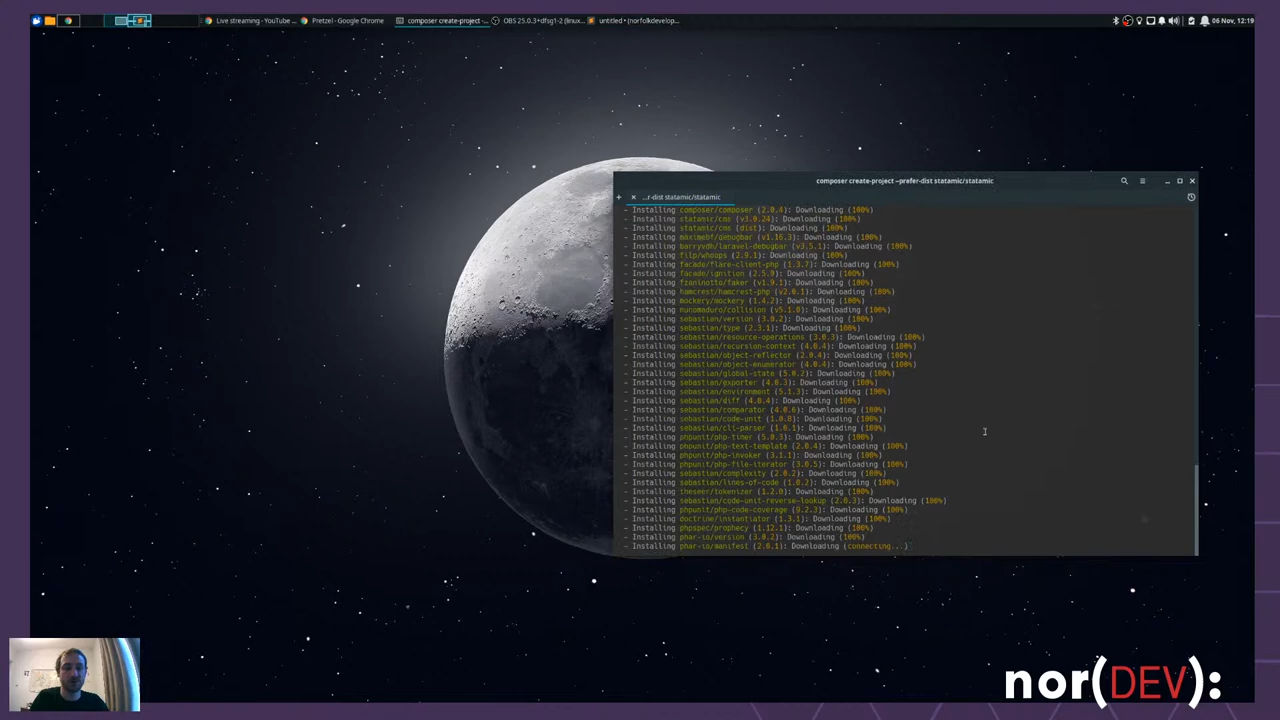 Live streaming - YouTube ...
Pretzel - Google Chrome
composer create-project -...
OBS 25.0.3+dfsg1-2 (linux...
untitled • (norfolkdevelop...
06 Nov, 12:19
composer create-project --prefer-dist statamic/statamic
...r-dist statamic/statamic
- Installing composer/composer (2.0.4): Downloading (100%)
- Installing statamic/cms (v3.0.24): Downloading (100%)
- Installing statamic/cms (dist): Downloading (100%)
- Installing maximebf/debugbar (v1.16.3): Downloading (100%)
- Installing barryvdh/laravel-debugbar (v3.5.1): Downloading (100%)
- Installing filp/whoops (2.9.1): Downloading (100%)
- Installing facade/flare-client-php (1.3.7): Downloading (100%)
- Installing facade/ignition (2.5.0): Downloading (100%)
- Installing fzaninotto/faker (v1.9.1): Downloading (100%)
- Installing hamcrest/hamcrest-php (v2.0.1): Downloading (100%)
- Installing mockery/mockery (1.4.2): Downloading (100%)
- Installing nunomaduro/collision (v5.1.0): Downloading (100%)
- Installing sebastian/version (3.0.2): Downloading (100%)
- Installing sebastian/type (2.3.1): Downloading (100%)
- Installing sebastian/resource-operations (3.0.3): Downloading (100%)
- Installing sebastian/recursion-context (4.0.4): Downloading (100%)
- Installing sebastian/object-reflector (2.0.4): Downloading (100%)
- Installing sebastian/object-enumerator (4.0.4): Downloading (100%)
- Installing sebastian/global-state (5.0.2): Downloading (100%)
- Installing sebastian/exporter (4.0.3): Downloading (100%)
- Installing sebastian/environment (5.1.3): Downloading (100%)
- Installing sebastian/diff (4.0.4): Downloading (100%)
- Installing sebastian/comparator (4.0.6): Downloading (100%)
- Installing sebastian/code-unit (1.0.8): Downloading (100%)
- Installing sebastian/cli-parser (1.0.1): Downloading (100%)
- Installing phpunit/php-timer (5.0.3): Downloading (100%)
- Installing phpunit/php-text-template (2.0.4): Downloading (100%)
- Installing phpunit/php-invoker (3.1.1): Downloading (100%)
- Installing phpunit/php-file-iterator (3.0.5): Downloading (100%)
- Installing sebastian/complexity (2.0.2): Downloading (100%)
- Installing sebastian/lines-of-code (1.0.2): Downloading (100%)
- Installing theseer/tokenizer (1.2.0): Downloading (100%)
- Installing sebastian/code-unit-reverse-lookup (2.0.3): Downloading (100%)
- Installing phpunit/php-code-coverage (9.2.3): Downloading (100%)
- Installing doctrine/instantiator (1.3.1): Downloading (100%)
- Installing phpspec/prophecy (1.12.1): Downloading (100%)
- Installing phar-io/version (3.0.2): Downloading (100%)
- Installing phar-io/manifest (2.0.1): Downloading (connecting...)
nor(DEV):